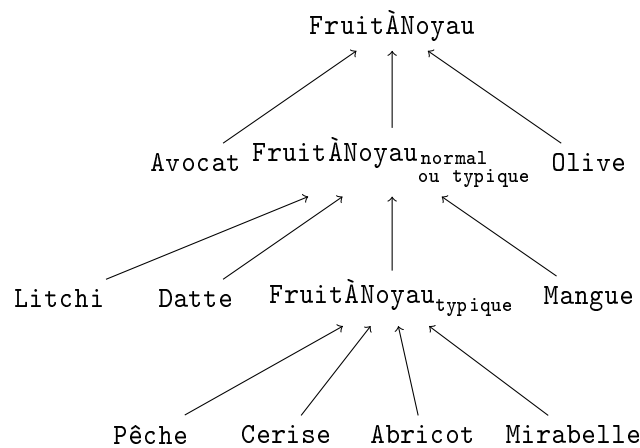 FruitÀNoyau
Avocat FruitÀNoyau normal ou typique Olive
Litchi Datte FruitÀNoyau typique Mangue
Pêche Cerise Abricot Mirabelle